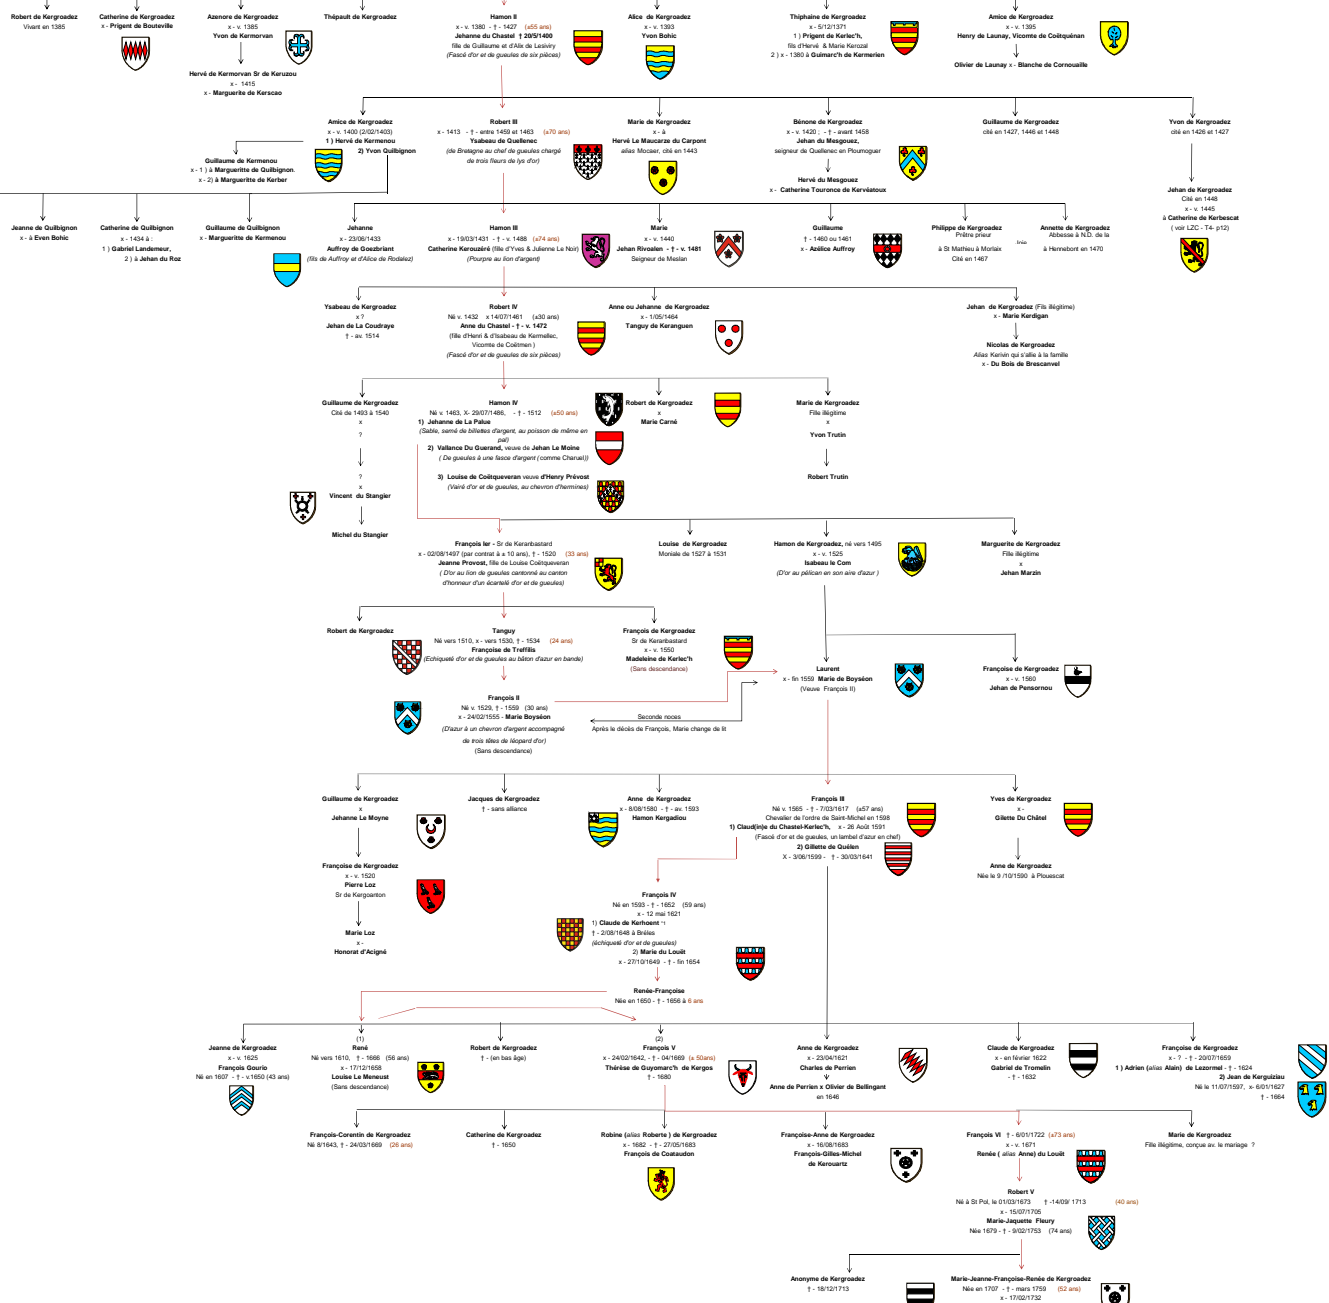 Robert de Kergroadez
Vivant en 1385
Catherine de Kergroadez
x - Prigent de Bouteville
Azenore de Kergroadez
x - v. 1385
Yvon de Kermorvan
Hervé de Kermorvan Sr de Keruzou
x - 1415
x - Marguerite de Kerscao
Thépault de Kergroadez
Hamon II
x - v. 1380 - † - 1427 (±55 ans)
Jehanne du Chastel † 20/5/1400
fille de Guillaume et d'Alix de Lesiviry
(Fascé d'or et de gueules de six pièces)
Alice de Kergroadez
x - v. 1393
Yvon Bohic
Thiphaine de Kergroadez
x - 5/12/1371
1 ) Prigent de Kerlec'h,
fils d'Hervé & Marie Kerozal
2 ) x - 1380 à Guimarc'h de Kermerien
Amice de Kergroadez
x - v. 1395
Henry de Launay, Vicomte de Coëtquénan
Olivier de Launay x - Blanche de Cornouaille
Amice de Kergroadez
x - v. 1400 (2/02/1403)
1 ) Hervé de Kermenou
2) Yvon Quilbignon
Guillaume de Kermenou
x - 1 ) à Margueritte de Quilbignon.
x - 2) à Margueritte de Kerber
Robert III
x - 1413 - † - entre 1459 et 1463 (±70 ans)
Ysabeau de Quellenec
(de Bretagne au chef de gueules chargé
de trois fleurs de lys d'or)
Marie de Kergroadez
x - à
Hervé Le Maucarze du Carpont
alias Mocaer, cité en 1443
Bénone de Kergroadez
x - v. 1420 ; - † - avant 1458
Jehan du Mesgouez,
seigneur de Quellenec en Ploumoguer
Hervé du Mesgouez
x - Catherine Touronce de Kervéatoux
Guillaume de Kergroadez
cité en 1427, 1446 et 1448
Yvon de Kergroadez
cité en 1426 et 1427
Jehan de Kergroadez
Cité en 1448
x - v. 1445
à Catherine de Kerbescat
( voir LZC - T4- p12)
Jeanne de Quilbignon
x - à Even Bohic
Catherine de Quilbignon
x - 1434 à :
1 ) Gabriel Landemeur,
2 ) à Jehan du Roz
Guillaume de Quilbignon
x - Margueritte de Kermenou
Jehanne
x - 23/06/1433
Auffroy de Gouezbriant
(fils de Auffroy et d'Alice de Rodalez)
Hamon III
x - 19/03/1431 - † - v. 1488 (±74 ans)
Catherine Kerouzéré (fille d'Yves & Julienne Le Noir)
(Pourpre au lion d'argent)
Marie
x - v. 1440
Jehan Rivoalen - † - v. 1481
Seigneur de Meslan
Guillaume
† - 1460 ou 1461
x - Azélice Auffroy
Philippe de Kergroadez
Prêtre prieur
à St Mathieu à Morlaix
Cité en 1467
Annette de Kergroadez
Abbesse à N.D. de la
à Hennebont en 1470
Ysabeau de Kergroadez
x ?
Jehan de La Coudraye
† - av. 1514
Robert IV
Né v. 1432 x 14/07/1461 (±30 ans)
Anne du Chastel - † - v. 1472
(fille d'Henri & d'Isabeau de Kermellec,
Vicomte de Coëtmen )
(Fascé d'or et de gueules de six pièces)
Anne ou Jehanne de Kergroadez
x - 1/05/1464
Tanguy de Keranguen
Jehan de Kergroadez (Fils illégitime)
x - Marie Kerdigan
Nicolas de Kergroadez
Alias Kerivin qui s'allie à la famille
x - Du Bois de Brescanvel
Guillaume de Kergroadez
Cité de 1493 à 1540
x
?
?
x
Vincent du Stangier
Michel du Stangier
Hamon IV
Né v. 1463, X- 29/07/1486, - † - 1512 (±50 ans)
1) Jehanne de La Palue
(Sable, semé de billettes d'argent, au poisson de même en
pal)
2) Vallance Du Guerand, veuve de Jehan Le Moine
( De gueules à une fasce d'argent (comme Charuel))
3) Louise de Coëtqueveran veuve d'Henry Prévost
(Vairé d'or et de gueules, au chevron d'hermines)
Robert de Kergroadez
x
Marie Carné
Marie de Kergroadez
Fille illégitime
x
Yvon Trutin
Robert Trutin
François Ier - Sr de Keranbastard
x - 02/08/1497 (par contrat à ± 10 ans), † - 1520 (33 ans)
Jeanne Provost, fille de Louise Coëtqueveran
( D'or au lion de gueules cantonné au canton
d'honneur d'un écartelé d'or et de gueules)
Louise de Kergroadez
Moniale de 1527 à 1531
Hamon de Kergroadez, né vers 1495
x - v. 1525
Isabeau le Com
(D'or au pélican en son aire d'azur )
Marguerite de Kergroadez
Fille illégitime
x
Jehan Marzin
Robert de Kergroadez
Tanguy
Né vers 1510, x - vers 1530, † - 1534 (24 ans)
Françoise de Treffilis
(Echiqueté d'or et de gueules au bâton d'azur en bande)
François de Kergroadez
Sr de Keranbastard
x - v. 1550
Madeleine de Kerlec'h
(Sans descendance)
François II
Né v. 1529, † - 1559 (30 ans)
x - 24/02/1555 - Marie Boyséon
(D'azur à un chevron d'argent accompagné
de trois têtes de léopard d'or)
(Sans descendance)
Seconde noces
Après le décès de François, Marie change de lit
Laurent
x - fin 1559 Marie de Boyséon
(Veuve François II)
Françoise de Kergroadez
x - v. 1560
Jehan de Pensornou
Guillaume de Kergroadez
x
Jehanne Le Moyne
Françoise de Kergroadez
x - v. 1520
Pierre Loz
Sr de Kergoanton
Marie Loz
x -
Honorat d'Acigné
Jacques de Kergroadez
† - sans alliance
Anne de Kergroadez
x - 8/08/1580 - † - av. 1593
Hamon Kergadiou
François III
Né v. 1565 - † - 7/03/1617 (±57 ans)
Chevalier de l'ordre de Saint-Michel en 1598
1) Claud(in)e du Chastel-Kerlec'h, x - 26 Août 1591
(Fascé d'or et de gueules, un lambel d'azur en chef)
2) Gillette de Quélen
X - 3/06/1599 - † - 30/03/1641
Yves de Kergroadez
x -
Gilette Du Châtel
Anne de Kergroadez
Née le 9 /10/1590 à Plouescat
François IV
Né en 1593 - † - 1652 (59 ans)
x - 12 mai 1621
1) Claude de Kerhoent
† - 2/08/1648 à Brélès
(échiqueté d'or et de gueules)
2) Marie du Louët
x - 27/10/1649 - † - fin 1654
Renée-Françoise
Née en 1650 - † - 1656 à 6 ans
Jeanne de Kergroadez
x - v. 1625
François Gourio
Né en 1607 - † - v.1650 (43 ans)
(1)
René
Né vers 1610, † - 1666 (56 ans)
x - 17/12/1658
Louise Le Meneust
(Sans descendance)
Robert de Kergroadez
† - (en bas âge)
(2)
François V
x - 24/02/1642, - † - 04/1669 (± 50ans)
Thérèse de Guyomarc'h de Kergos
† - 1680
Anne de Kergroadez
x - 23/04/1621
Charles de Perrien
Anne de Perrien x Olivier de Bellingant
en 1646
Claude de Kergroadez
x - en février 1622
Gabriel de Tromelin
- † - 1632
Françoise de Kergroadez
x - ? - † - 20/07/1659
1 ) Adrien (alias Alain) de Lezormel - † - 1624
2) Jean de Kerguiziau
Né le 11/07/1597, x- 6/01/1627
† - 1664
François-Corentin de Kergroadez
Né 8/1643, † - 24/03/1669 (26 ans)
Catherine de Kergroadez
† - 1650
Robine (alias Roberte ) de Kergroadez
x - 1682 - † - 27/05/1683
François de Coataudon
Françoise-Anne de Kergroadez
x - 16/08/1683
François-Gilles-Michel
de Kerouartz
François VI † - 6/01/1722 (±73 ans)
x - v. 1671
Renée ( alias Anne) du Louët
Marie de Kergroadez
Fille illégitime, conçue av. le mariage ?
Robert V
Né à St Pol, le 01/03/1673 † -14/09/ 1713 (40 ans)
x - 15/07/1705
Marie-Jaquette Fleury
Née 1679 - † - 9/02/1753 (74 ans)
Anonyme de Kergroadez
† - 18/12/1713
Marie-Jeanne-Françoise-Renée de Kergroadez
Née en 1707 - † - mars 1759 (52 ans)
x - 17/02/1732